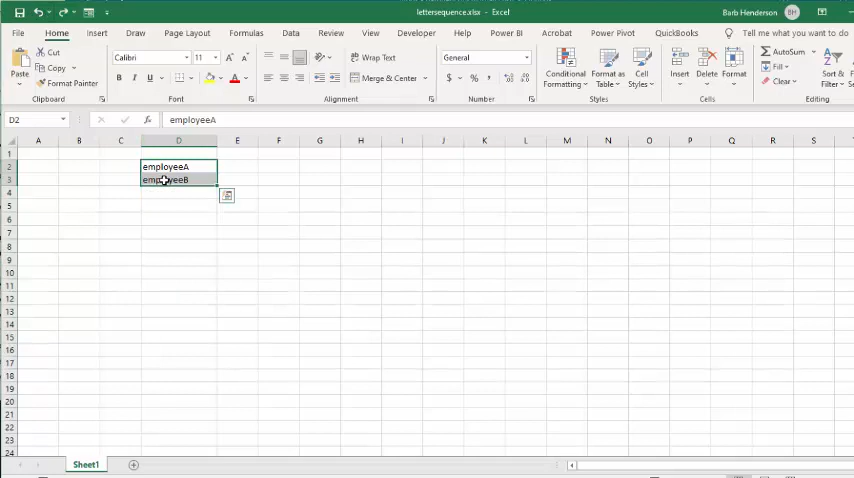 lettersequence.xlsx - Excel
Barb Henderson BH
File Home Insert Draw Page Layout Formulas Data Review View Developer Help Power BI Acrobat Power Pivot QuickBooks Tell me what you want to do
Paste
Cut
Copy
Format Painter
Clipboard
Calibri 11 A A
B I U A
Font
ab Wrap Text
Merge & Center
Alignment
General
$ % ,
Number
Conditional Formatting
Format as Table
Cell Styles
Styles
Insert Delete Format
Cells
AutoSum
Fill
Clear
Sort &
Editing
D2 fx employeeA
A B C D E F G H I J K L M N O P Q R S T
1
2 employeeA
3 employeeB
4
5
6
7
8
9
10
11
12
13
14
15
16
17
18
19
20
21
22
23
24
Sheet1